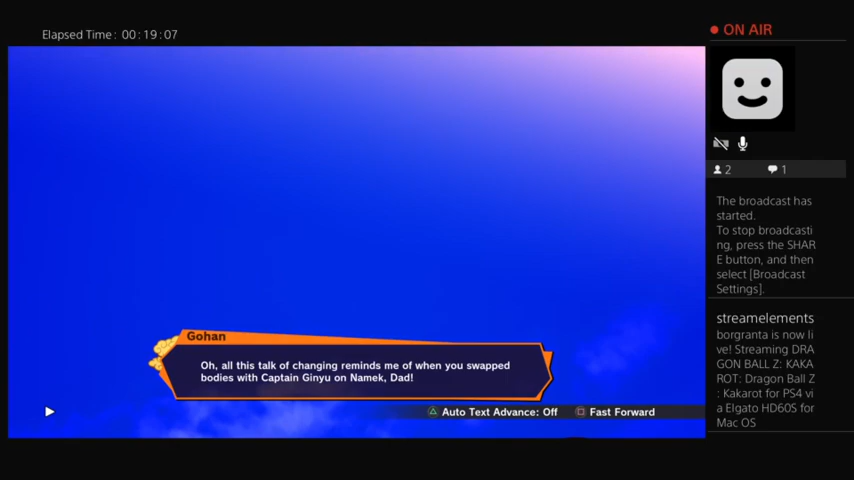 Elapsed Time : 00:19:07
ON AIR
2
1
The broadcast has
started.
To stop broadcasti
ng, press the SHAR
E button, and then
select [Broadcast
Settings].
streamelements
borgranta is now li
ve! Streaming DRA
GON BALL Z: KAKA
ROT: Dragon Ball Z
: Kakarot for PS4 vi
a Elgato HD60S for
Mac OS
Gohan
Oh, all this talk of changing reminds me of when you swapped
bodies with Captain Ginyu on Namek, Dad!
Auto Text Advance: Off
Fast Forward